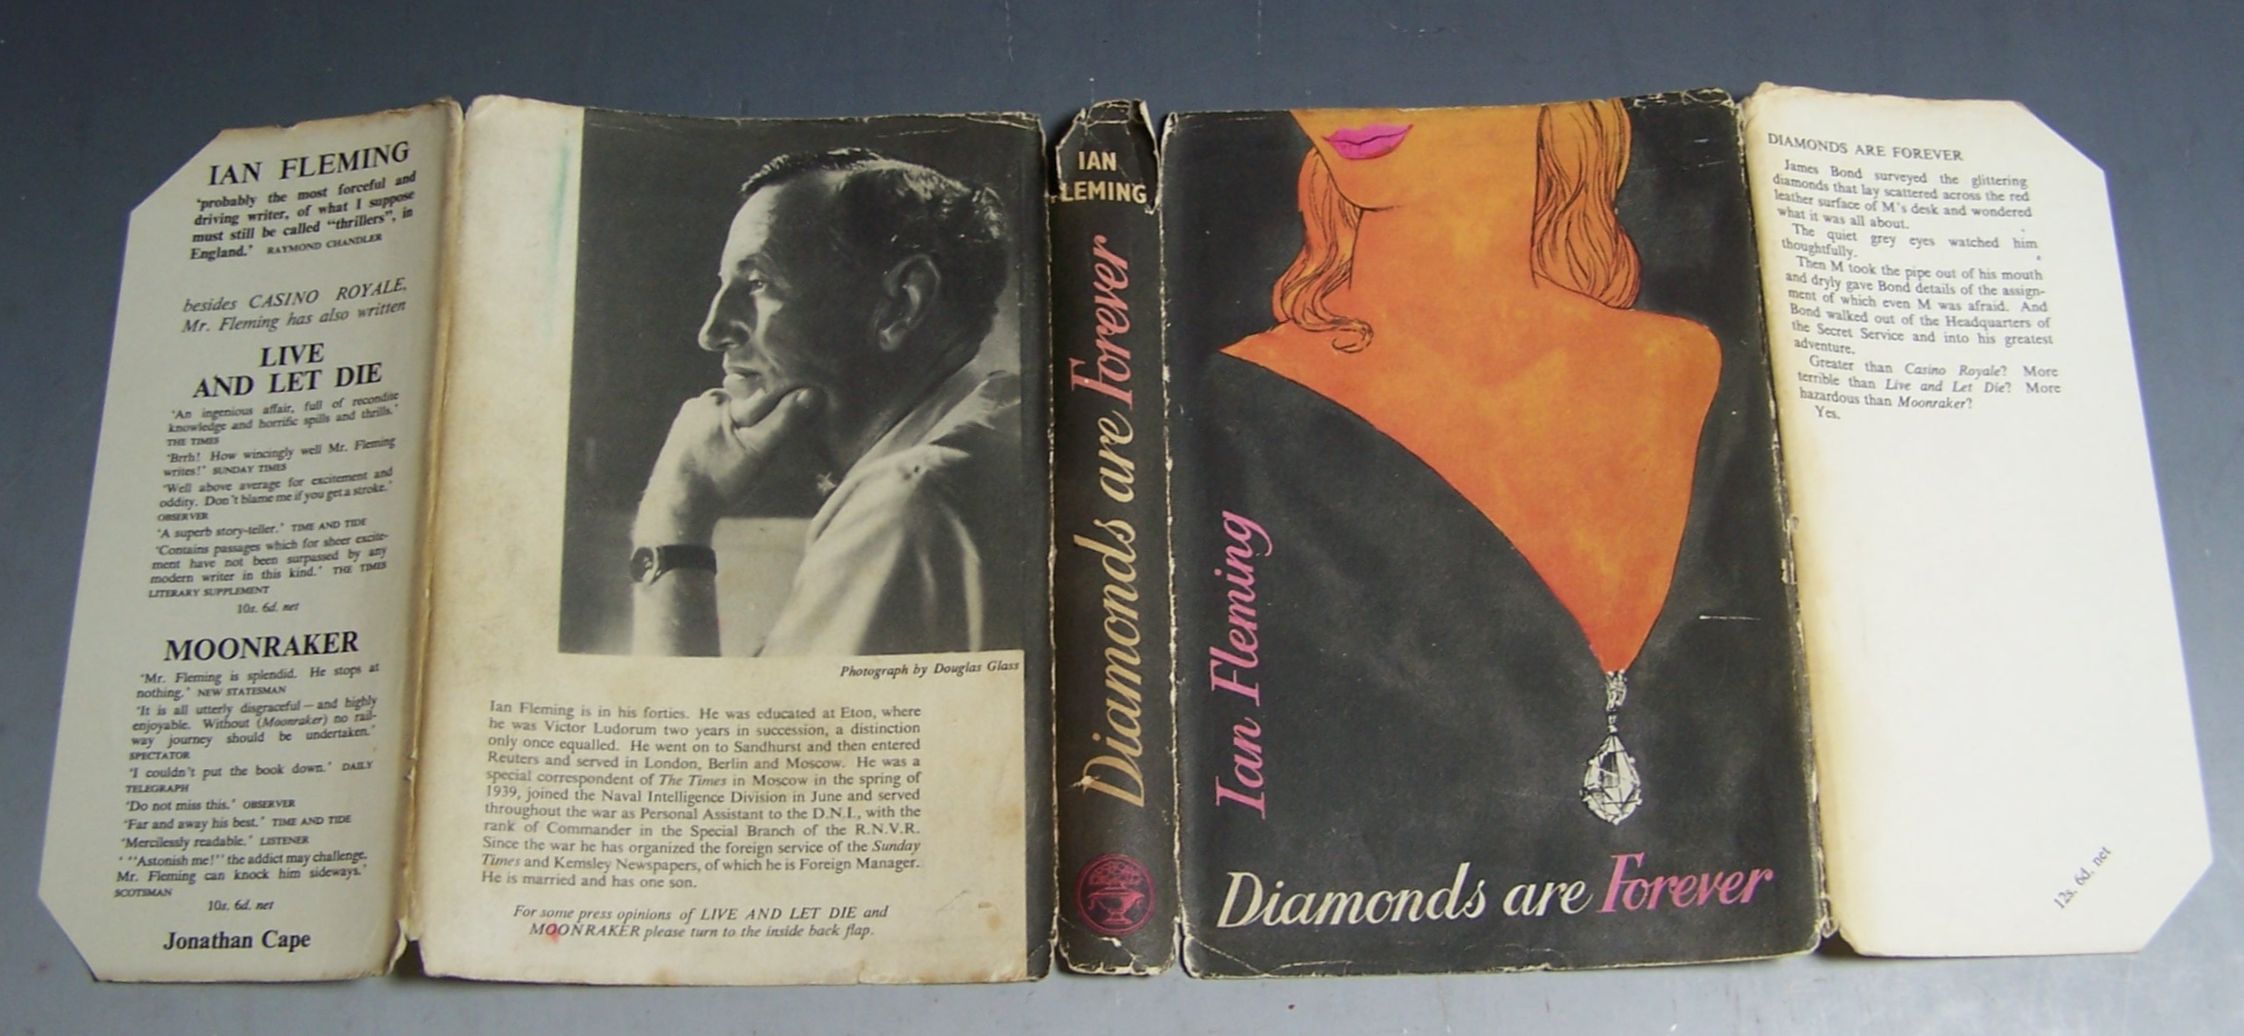 IAN FLEMING
'probably the most forceful and
driving writer, of what I suppose
must still be called "thrillers", in
England.' RAYMOND CHANDLER
besides CASINO ROYALE,
Mr. Fleming has also written
LIVE
AND LET DIE
'An ingenious affair, full of recondite
knowledge and horrific spills and thrills.'
THE TIMES
'Brrh! How wincingly well Mr. Fleming
writes!' SUNDAY TIMES
'Well above average for excitement and
oddity. Don't blame me if you get a stroke.'
OBSERVER
'A superb story-teller.' TIME AND TIDE
'Contains passages which for sheer excite-
ment have not been surpassed by any
modern writer in this kind.' THE TIMES
LITERARY SUPPLEMENT
10s. 6d. net
MOONRAKER
'Mr. Fleming is splendid. He stops at
nothing.' NEW STATESMAN
'It is all utterly disgraceful — and highly
enjoyable. Without (Moonraker) no rail-
way journey should be undertaken.'
SPECTATOR
'I couldn't put the book down.' DAILY
TELEGRAPH
'Do not miss this.' OBSERVER
'Far and away his best.' TIME AND TIDE
'Mercilessly readable.' LISTENER
' "Astonish me!" the addict may challenge,
Mr. Fleming can knock him sideways.'
SCOTSMAN
10s. 6d. net
Jonathan Cape
Photograph by Douglas Glass
Ian Fleming is in his forties. He was educated at Eton, where
he was Victor Ludorum two years in succession, a distinction
only once equalled. He went on to Sandhurst and then entered
Reuters and served in London, Berlin and Moscow. He was a
special correspondent of The Times in Moscow in the spring of
1939, joined the Naval Intelligence Division in June and served
throughout the war as Personal Assistant to the D.N.I., with the
rank of Commander in the Special Branch of the R.N.V.R.
Since the war he has organized the foreign service of the Sunday
Times and Kemsley Newspapers, of which he is Foreign Manager.
He is married and has one son.
For some press opinions of LIVE AND LET DIE and
MOONRAKER please turn to the inside back flap.
IAN
LEMING
Diamonds are Forever
Ian Fleming
Diamonds are Forever
DIAMONDS ARE FOREVER
James Bond surveyed the glittering
diamonds that lay scattered across the red
leather surface of M's desk and wondered
what it was all about.
The quiet grey eyes watched him
thoughtfully.
Then M took the pipe out of his mouth
and dryly gave Bond details of the assign-
ment of which even M was afraid. And
Bond walked out of the Headquarters of
the Secret Service and into his greatest
adventure.
Greater than Casino Royale? More
terrible than Live and Let Die? More
hazardous than Moonraker?
Yes.
12s. 6d. net